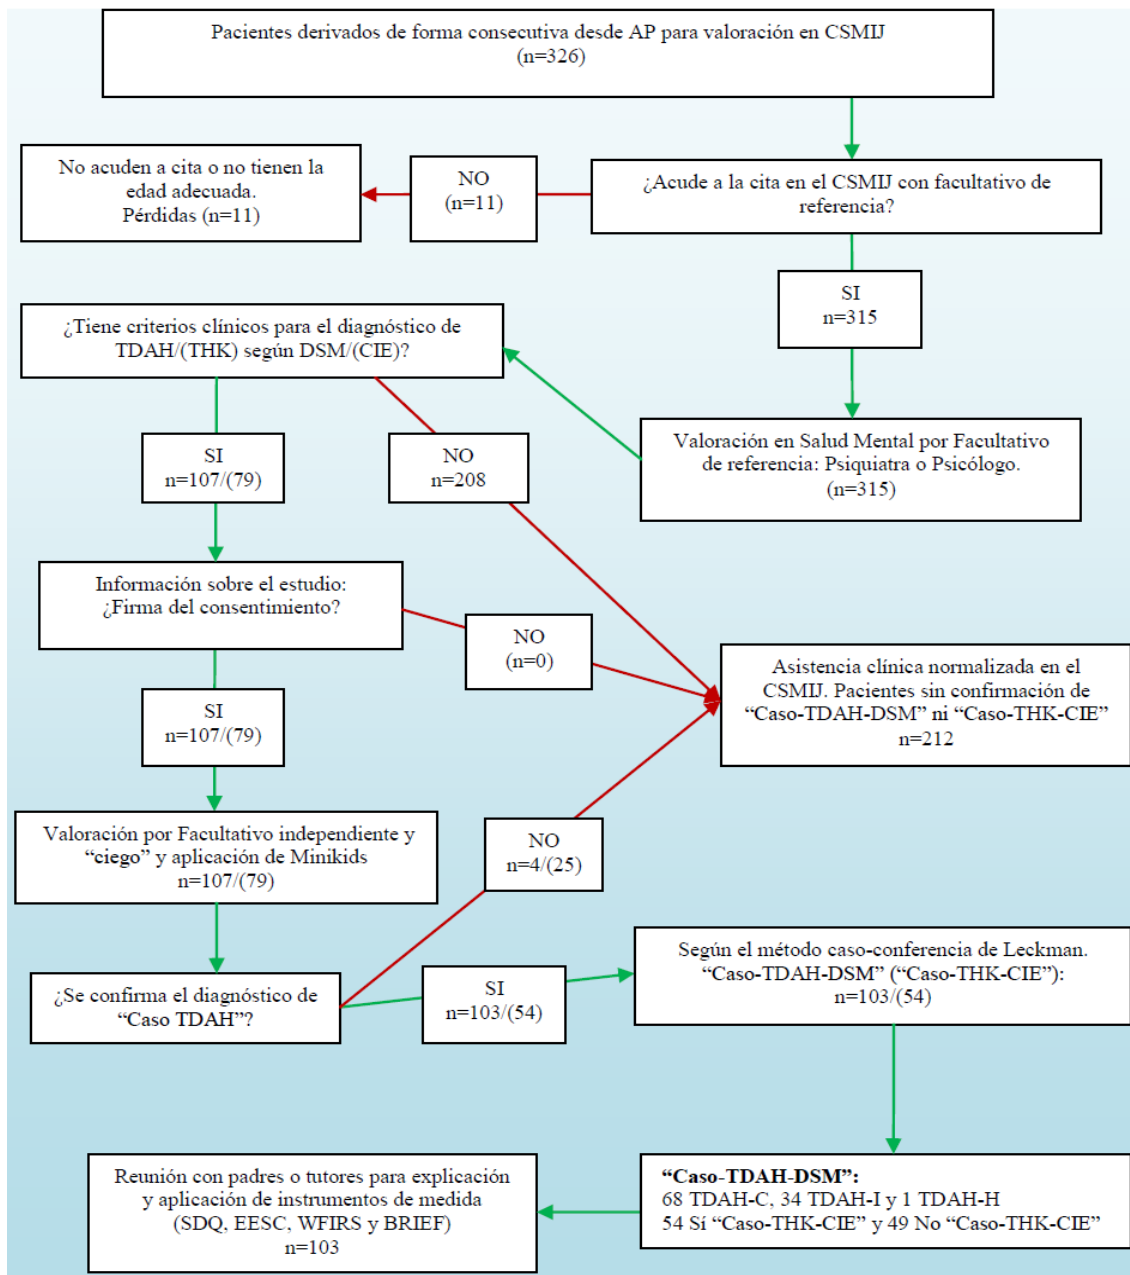 Pacientes derivados de forma consecutiva desde AP para valoración en CSMIJ
(n=326)
No acuden a cita o no tienen la
edad adecuada.
Pérdidas (n=11)
NO
(n=11)
¿Acude a la cita en el CSMIJ con facultativo de
referencia?
SI
n=315
¿Tiene criterios clínicos para el diagnóstico de
TDAH/(THK) según DSM/(CIE)?
Valoración en Salud Mental por Facultativo
de referencia: Psiquiatra o Psicólogo.
(n=315)
SI
n=107/(79)
NO
n=208
Información sobre el estudio:
¿Firma del consentimiento?
NO
(n=0)
Asistencia clínica normalizada en el
CSMIJ. Pacientes sin confirmación de
“Caso-TDAH-DSM” ni “Caso-THK-CIE”
n=212
SI
n=107/(79)
Valoración por Facultativo independiente y
“ciego” y aplicación de Minikids
n=107/(79)
NO
n=4/(25)
¿Se confirma el diagnóstico de
“Caso TDAH”?
SI
n=103/(54)
Según el método caso-conferencia de Leckman.
“Caso-TDAH-DSM” (“Caso-THK-CIE”):
n=103/(54)
“Caso-TDAH-DSM”:
68 TDAH-C, 34 TDAH-I y 1 TDAH-H
54 Sí “Caso-THK-CIE” y 49 No “Caso-THK-CIE”
Reunión con padres o tutores para explicación
y aplicación de instrumentos de medida
(SDQ, EESC, WFIRS y BRIEF)
n=103